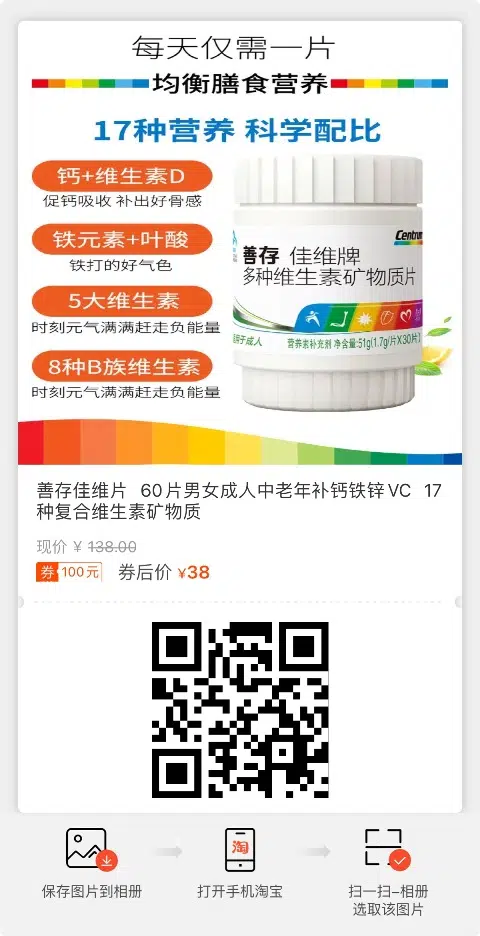 每天仅需一片
均衡膳食营养
17种营养 科学配比
钙+维生素D
促钙吸收 补出好骨感
铁元素+叶酸
铁打的好气色
5大维生素
时刻元气满满赶走负能量
8种B族维生素
时刻元气满满赶走负能量
Centrum
善存 佳维牌
多种维生素矿物质片
用于成人
营养素补充剂 净含量:51g(1.7g/片X30片)
善存佳维片 60片男女成人中老年补钙铁锌VC 17
种复合维生素矿物质
现价 ¥ 138.00
券 100元 券后价 ¥38
保存图片到相册
淘
打开手机淘宝
扫一扫-相册
选取该图片